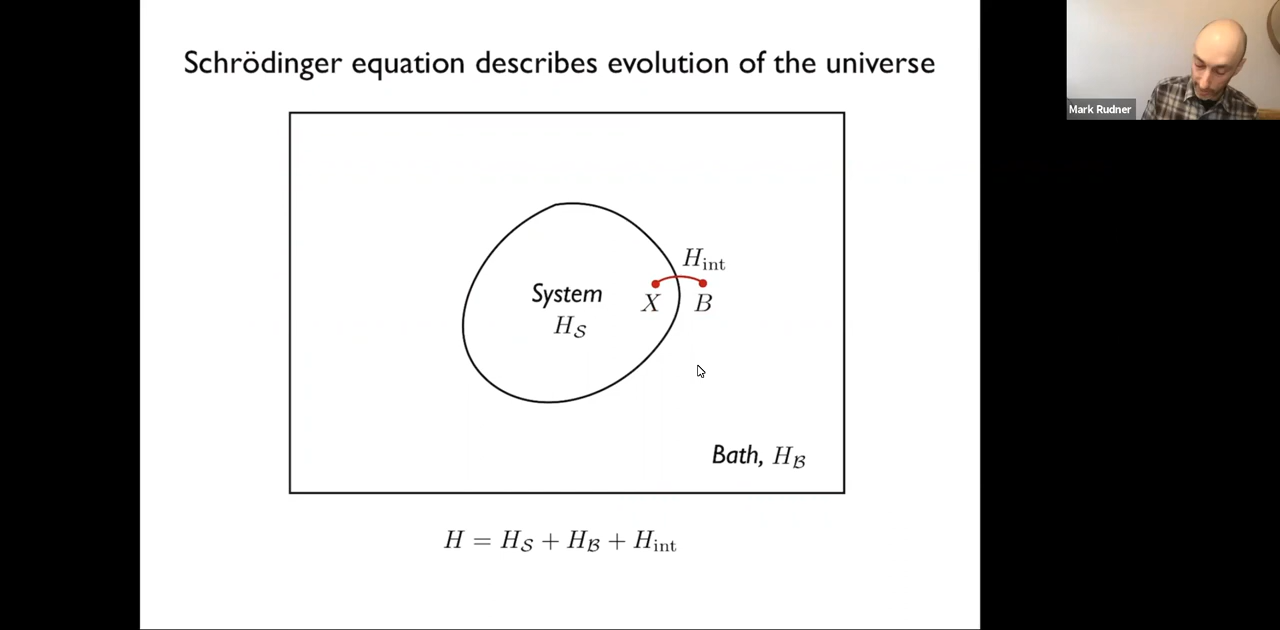 Schrödinger equation describes evolution of the universe
Mark Rudner
H_int
System
X B
H_S
Bath, H_B
H = H_S + H_B + H_int